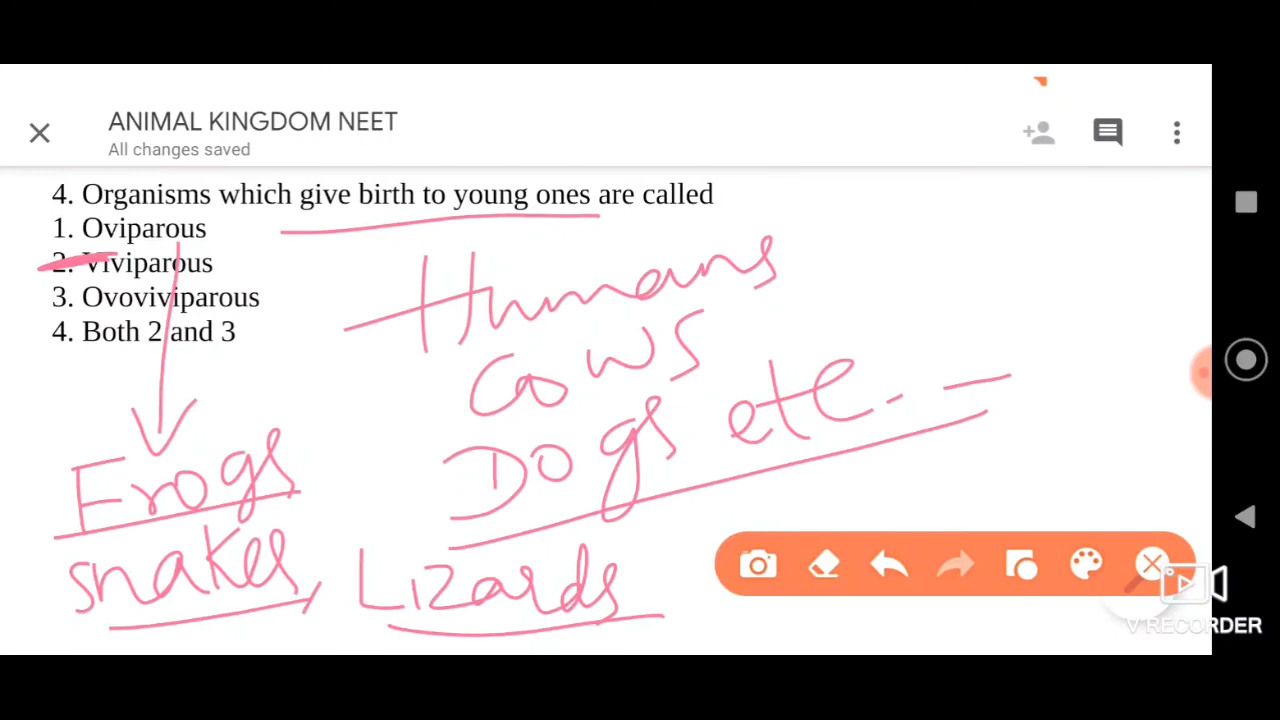 ANIMAL KINGDOM NEET
All changes saved
4. Organisms which give birth to young ones are called
1. Oviparous
2. Viviparous
3. Ovoviviparous
4. Both 2 and 3
Humans
Cows
Dogs etc. -
Frogs
snakes, Lizards
V RECORDER